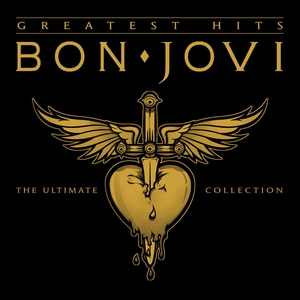 GREATEST HITS
BON♦JOVI
THE ULTIMATE COLLECTION